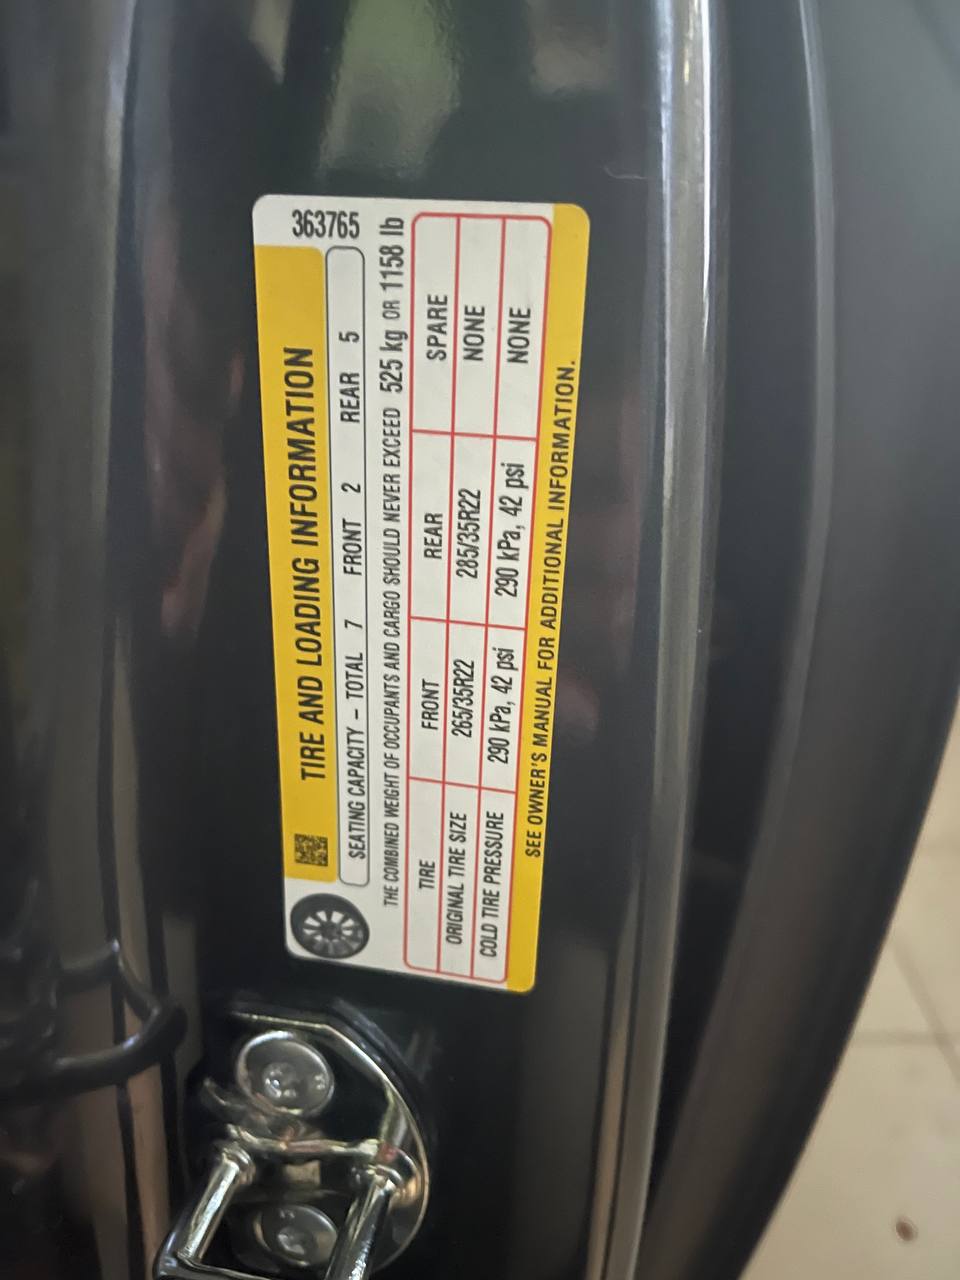 363765
TIRE AND LOADING INFORMATION
SEATING CAPACITY – TOTAL 7 FRONT 2 REAR 5
THE COMBINED WEIGHT OF OCCUPANTS AND CARGO SHOULD NEVER EXCEED 525 kg OR 1158 lb
TIRE FRONT REAR SPARE
ORIGINAL TIRE SIZE 265/35R22 285/35R22 NONE
COLD TIRE PRESSURE 290 kPa, 42 psi 290 kPa, 42 psi NONE
SEE OWNER'S MANUAL FOR ADDITIONAL INFORMATION.